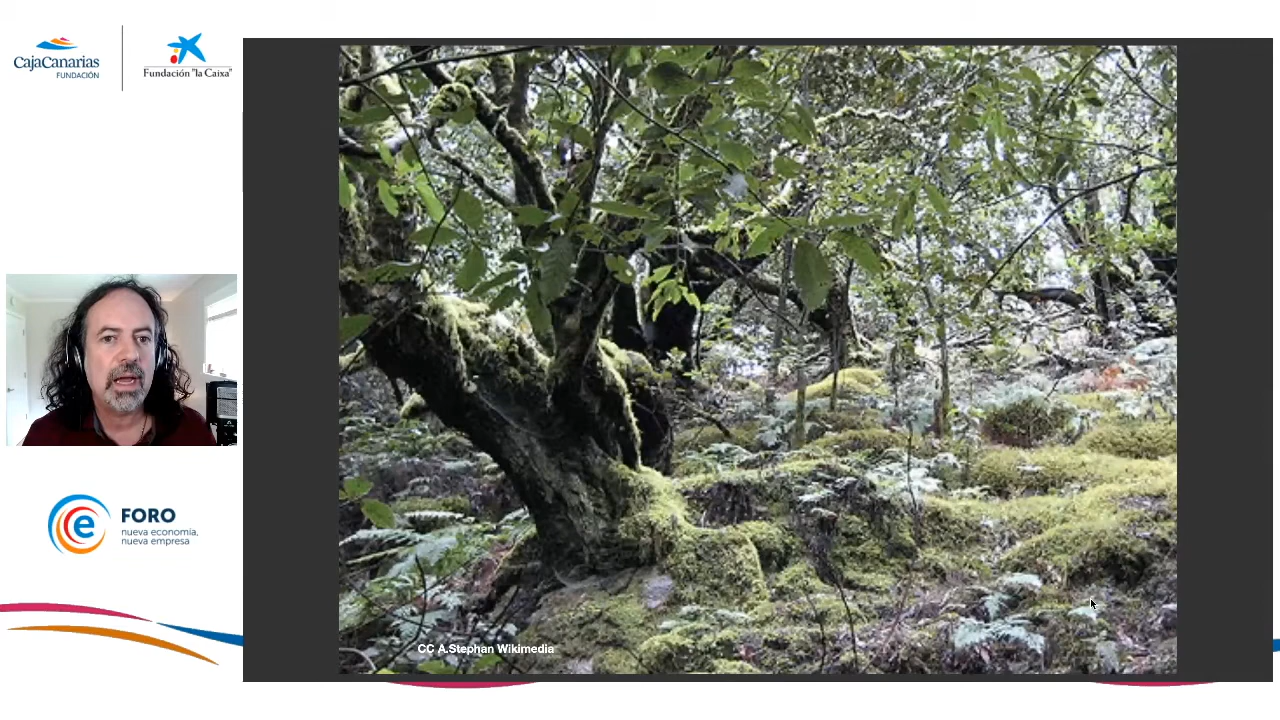 CajaCanarias
FUNDACIÓN
Fundación "la Caixa"
e
FORO
nueva economía,
nueva empresa
CC A.Stephan Wikimedia